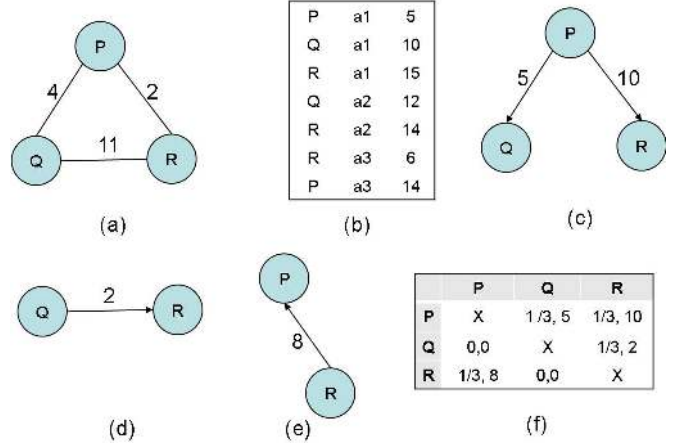 P
4
2
Q
11
R
(a)
P a1 5
Q a1 10
R a1 15
Q a2 12
R a2 14
R a3 6
P a3 14
(b)
P
5
10
Q
R
(c)
Q
2
R
(d)
P
8
R
(e)
P Q R
P X 1/3, 5 1/3, 10
Q 0,0 X 1/3, 2
R 1/3, 8 0,0 X
(f)